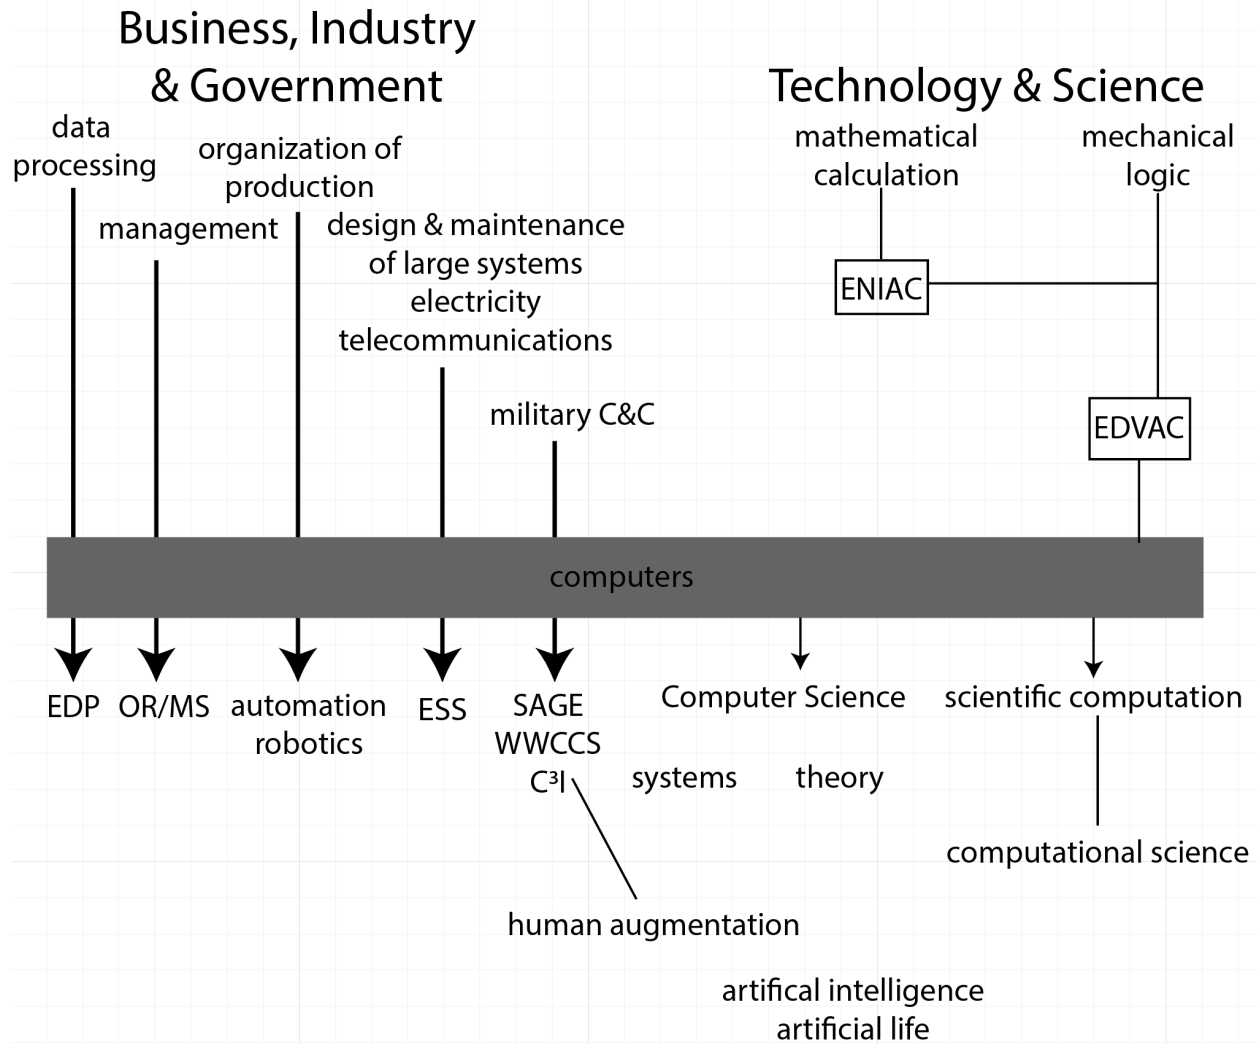 Business, Industry
& Government
Technology & Science
data
processing
organization of
production
management
design & maintenance
of large systems
electricity
telecommunications
military C&C
mathematical
calculation
mechanical
logic
ENIAC
EDVAC
computers
EDP
OR/MS
automation
robotics
ESS
SAGE
WWCCS
C³I
Computer Science
systems
theory
scientific computation
computational science
human augmentation
artifical intelligence
artificial life